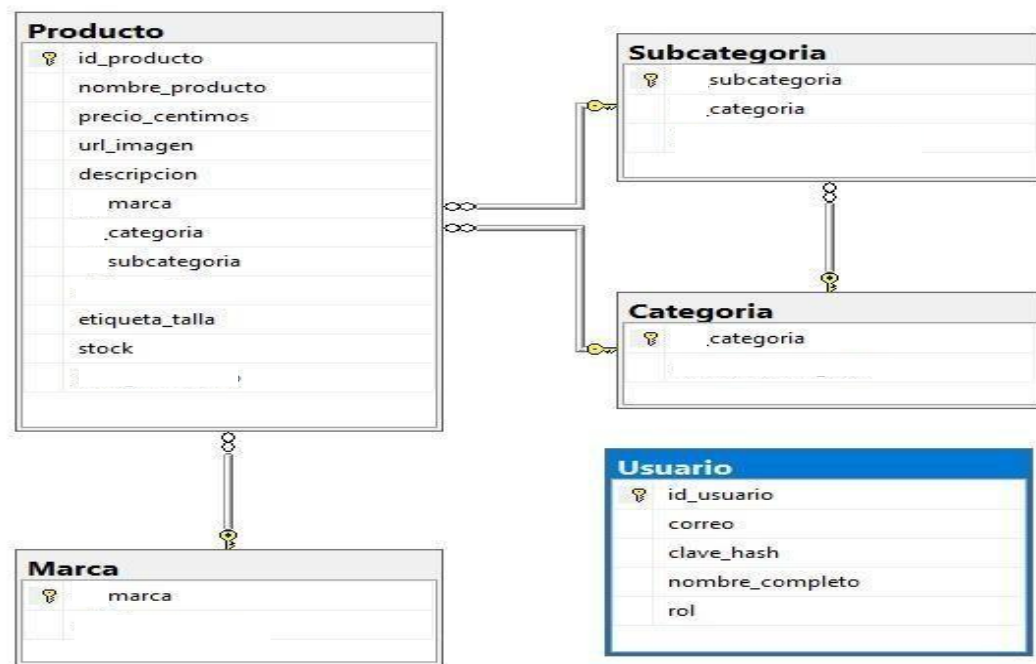 Producto
id_producto
nombre_producto
precio_centimos
url_imagen
descripcion
marca
categoria
subcategoria
etiqueta_talla
stock
Subcategoria
subcategoria
categoria
Categoria
categoria
Marca
marca
Usuario
id_usuario
correo
clave_hash
nombre_completo
rol